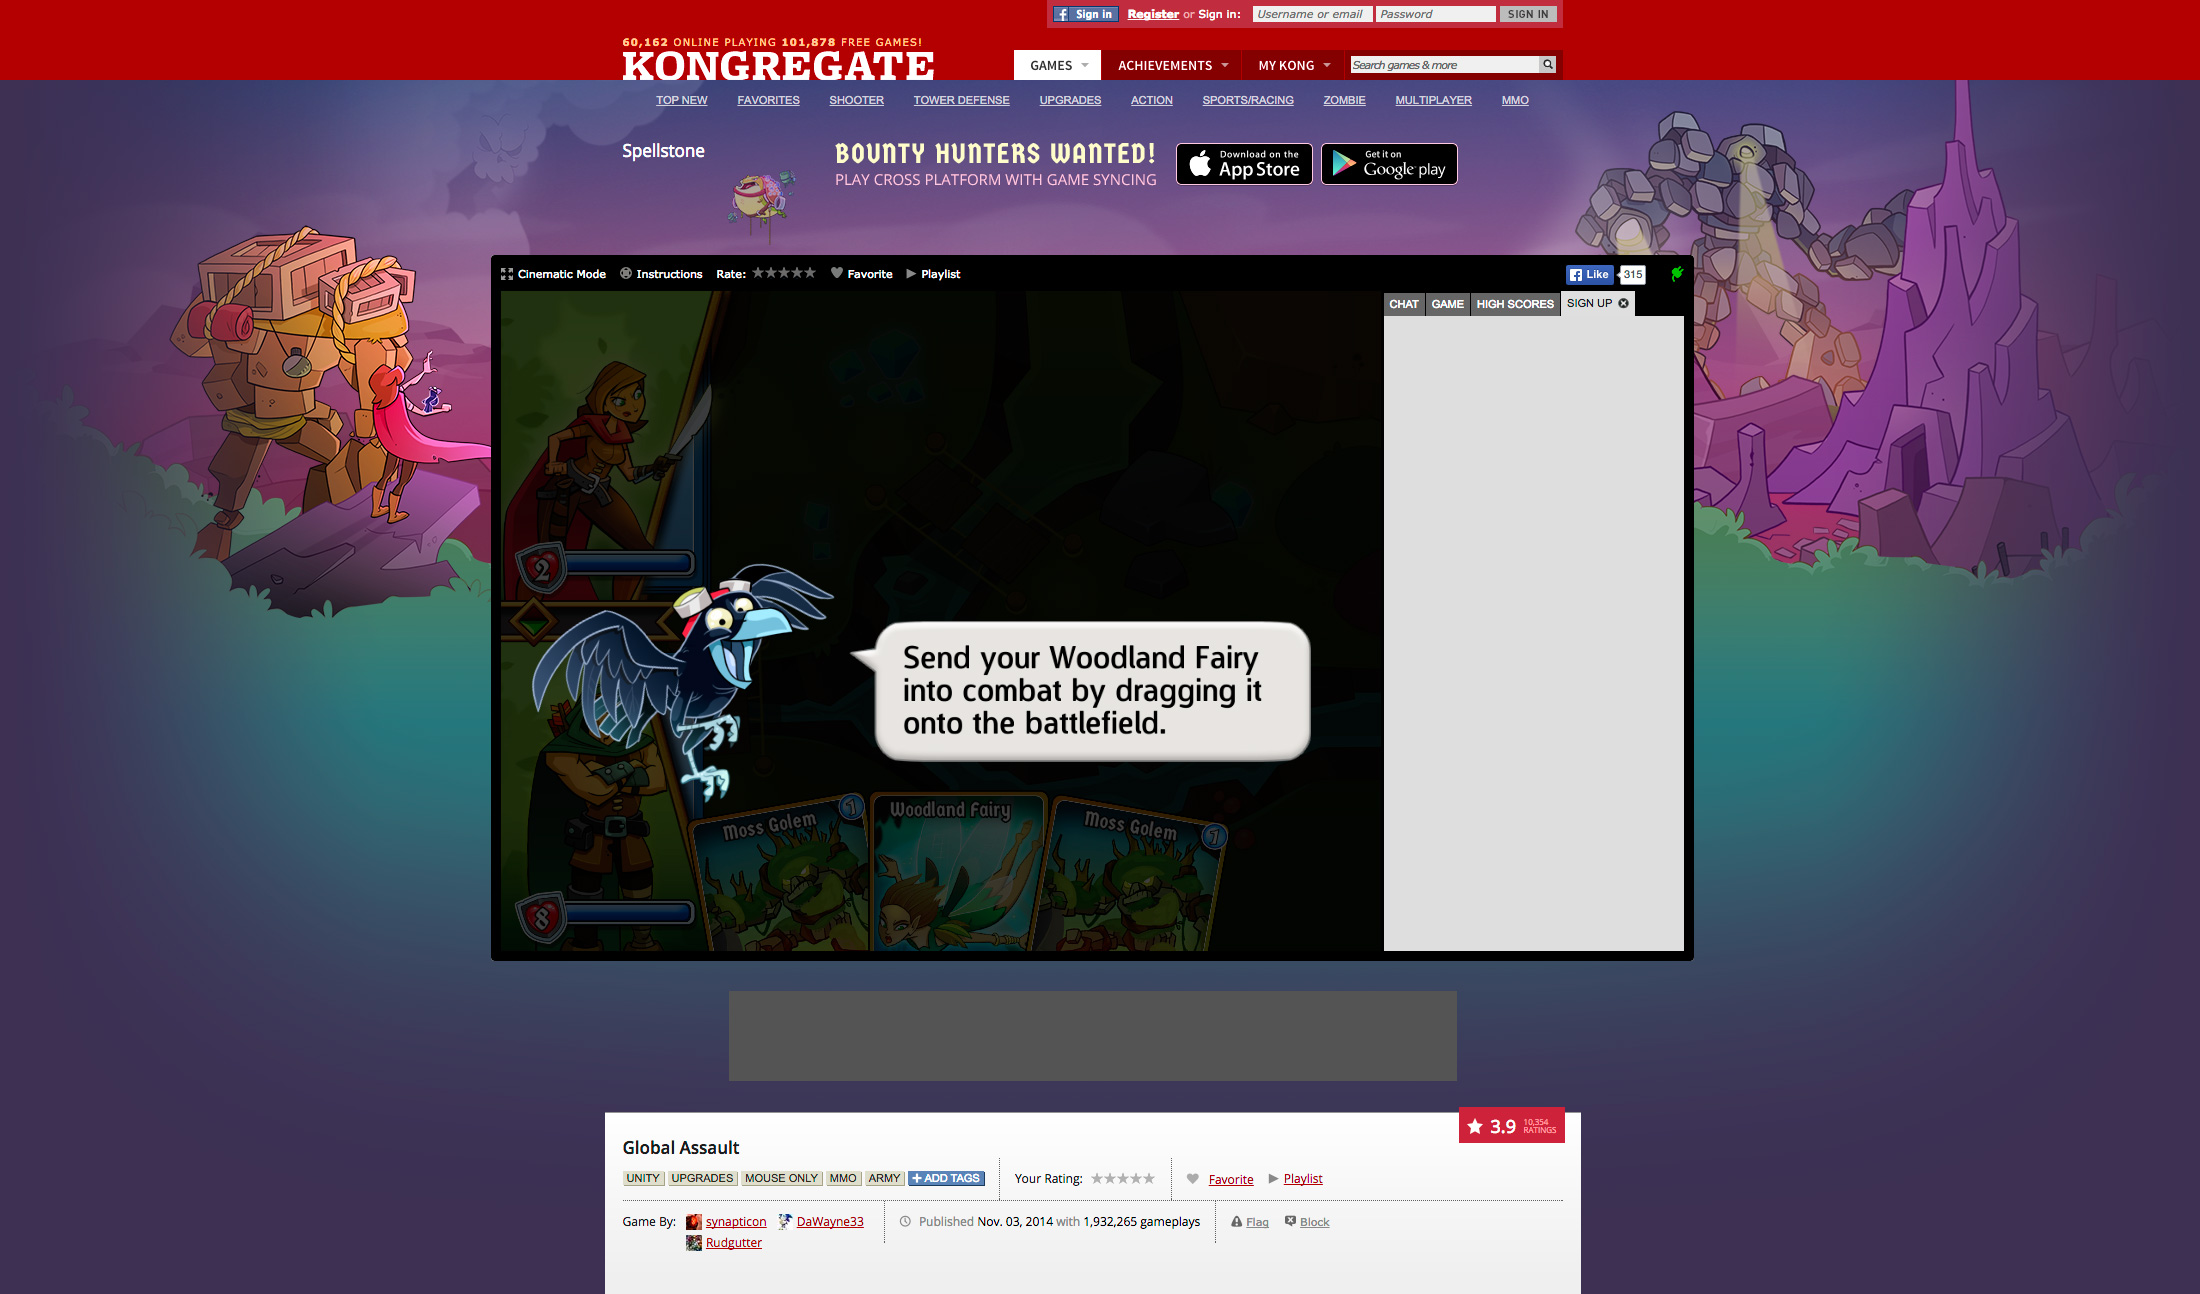 Sign in Register or Sign in: Username or email Password SIGN IN
60,162 ONLINE PLAYING 101,878 FREE GAMES!
KONGREGATE
GAMES ACHIEVEMENTS MY KONG Search games & more
TOP NEW FAVORITES SHOOTER TOWER DEFENSE UPGRADES ACTION SPORTS/RACING ZOMBIE MULTIPLAYER MMO
Spellstone
BOUNTY HUNTERS WANTED!
PLAY CROSS PLATFORM WITH GAME SYNCING
Download on the
App Store
Get it on
Google play
Cinematic Mode Instructions Rate: Favorite Playlist Like 315
CHAT GAME HIGH SCORES SIGN UP
2
Send your Woodland Fairy
into combat by dragging it
onto the battlefield.
Moss Golem 1
Woodland Fairy
Moss Golem 1
8
Global Assault
3.9 10,354
RATINGS
UNITY UPGRADES MOUSE ONLY MMO ARMY + ADD TAGS Your Rating: Favorite Playlist
Game By: synapticon DaWayne33 Published Nov. 03, 2014 with 1,932,265 gameplays Flag Block
Rudgutter